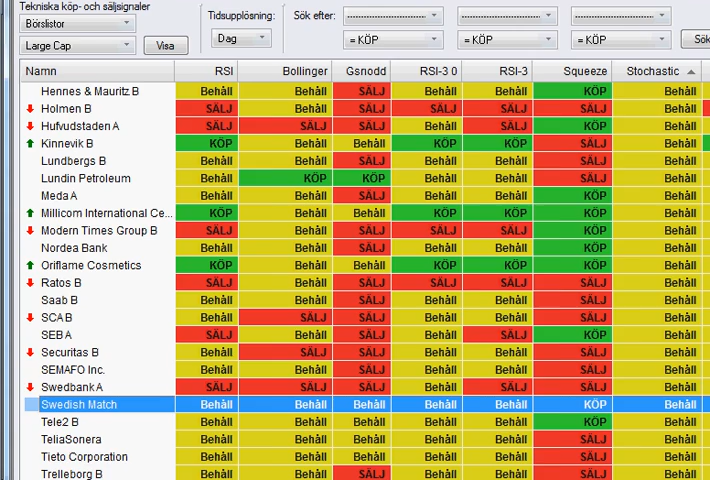 Tekniska köp- och säljsignaler
Börslistor
Large Cap
Visa
Tidsupplösning:
Dag
Sök efter:
= KÖP
= KÖP
= KÖP
Sök
Namn RSI Bollinger Gsnodd RSI-3 0 RSI-3 Squeeze Stochastic
Hennes & Mauritz B Behåll Behåll SÄLJ Behåll Behåll KÖP Behåll
Holmen B SÄLJ Behåll SÄLJ SÄLJ SÄLJ SÄLJ Behåll
Hufvudstaden A SÄLJ SÄLJ SÄLJ Behåll SÄLJ KÖP Behåll
Kinnevik B KÖP Behåll Behåll KÖP KÖP SÄLJ Behåll
Lundbergs B Behåll Behåll SÄLJ Behåll Behåll SÄLJ Behåll
Lundin Petroleum Behåll KÖP KÖP Behåll Behåll SÄLJ Behåll
Meda A Behåll Behåll SÄLJ Behåll Behåll KÖP Behåll
Millicom International Ce... KÖP Behåll Behåll KÖP KÖP KÖP Behåll
Modern Times Group B SÄLJ Behåll SÄLJ SÄLJ SÄLJ KÖP Behåll
Nordea Bank Behåll Behåll SÄLJ Behåll Behåll KÖP Behåll
Oriflame Cosmetics KÖP Behåll Behåll KÖP KÖP KÖP Behåll
Ratos B SÄLJ Behåll SÄLJ SÄLJ SÄLJ SÄLJ Behåll
Saab B Behåll Behåll SÄLJ Behåll Behåll SÄLJ Behåll
SCA B Behåll SÄLJ SÄLJ Behåll Behåll SÄLJ Behåll
SEB A SÄLJ Behåll SÄLJ Behåll SÄLJ KÖP Behåll
Securitas B Behåll SÄLJ SÄLJ Behåll Behåll SÄLJ Behåll
SEMAFO Inc. Behåll Behåll SÄLJ Behåll Behåll SÄLJ Behåll
Swedbank A SÄLJ SÄLJ SÄLJ Behåll SÄLJ SÄLJ Behåll
Swedish Match Behåll Behåll Behåll Behåll Behåll KÖP Behåll
Tele2 B Behåll Behåll Behåll Behåll Behåll KÖP Behåll
TeliaSonera Behåll Behåll Behåll Behåll Behåll SÄLJ Behåll
Tieto Corporation Behåll Behåll Behåll Behåll Behåll SÄLJ Behåll
Trelleborg B Behåll Behåll SÄLJ Behåll Behåll SÄLJ Behåll